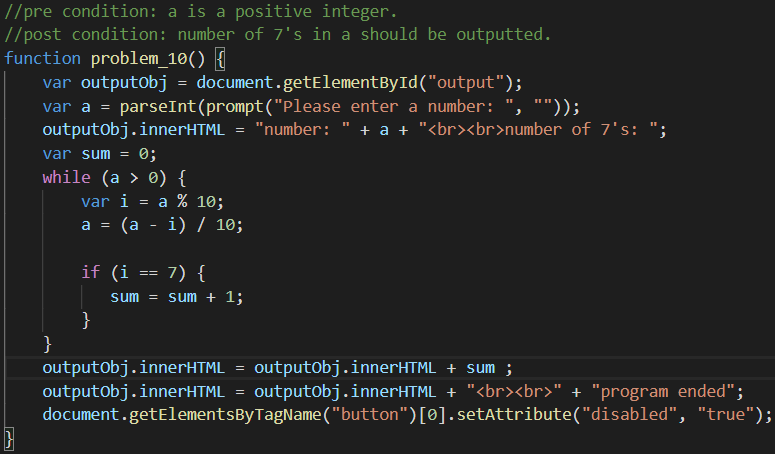 //pre condition: a is a positive integer.
//post condition: number of 7's in a should be outputted.
function problem_10() {
    var outputObj = document.getElementById("output");
    var a = parseInt(prompt("Please enter a number: ", ""));
    outputObj.innerHTML = "number: " + a + "<br><br>number of 7's: ";
    var sum = 0;
    while (a > 0) {
        var i = a % 10;
        a = (a - i) / 10;

        if (i == 7) {
           sum = sum + 1;
        }
    }
    outputObj.innerHTML = outputObj.innerHTML + sum ;
    outputObj.innerHTML = outputObj.innerHTML + "<br><br>" + "program ended";
    document.getElementsByTagName("button")[0].setAttribute("disabled", "true");
}